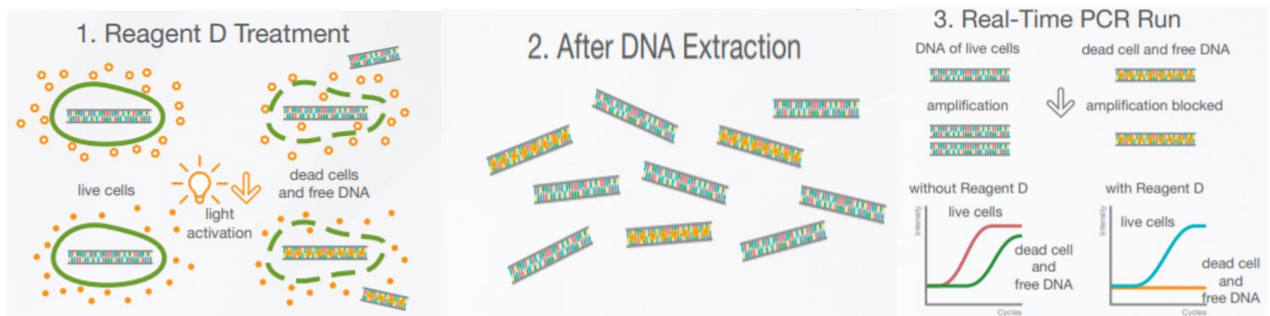 1. Reagent D Treatment
live cells
dead cells
and free DNA
light
activation
2. After DNA Extraction
3. Real-Time PCR Run
DNA of live cells
dead cell and free DNA
amplification
amplification blocked
without Reagent D
with Reagent D
Intensity
live cells
dead cell
and
free DNA
Cycles
Intensity
live cells
dead cell
and
free DNA
Cycles